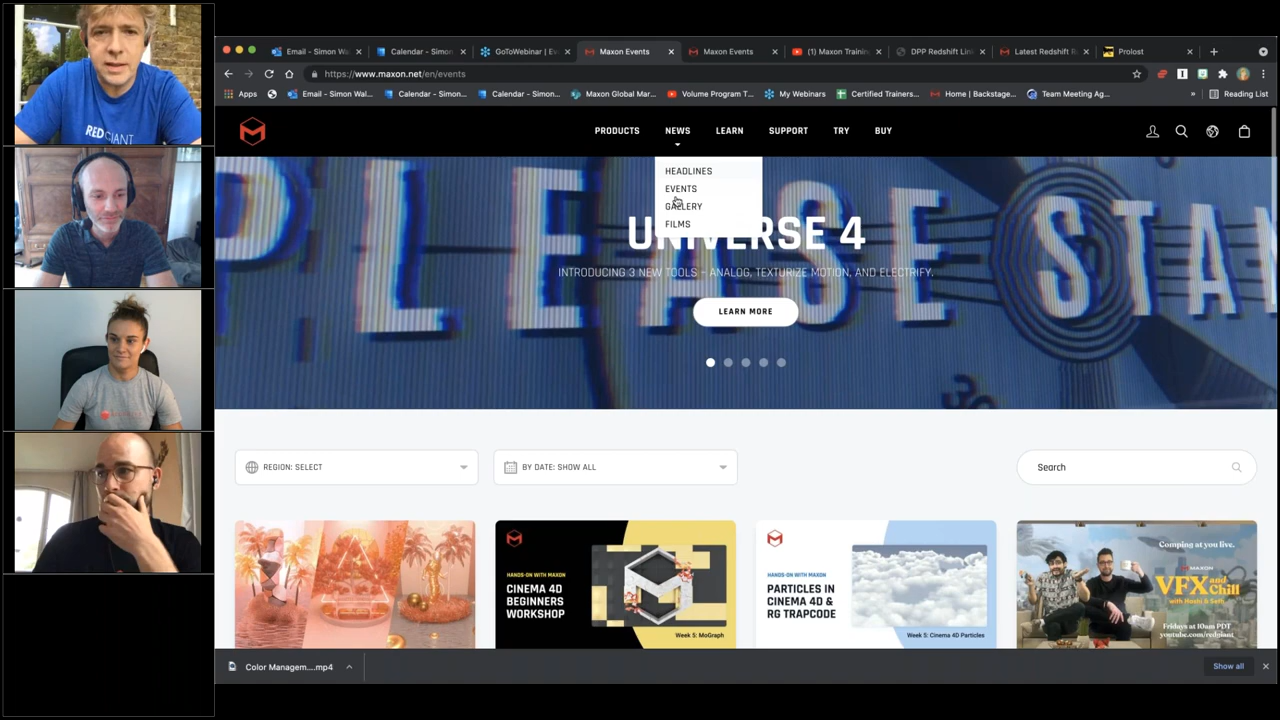 RED GIANT
Email - Simon Wa...
Calendar - Simon...
GoToWebinar | Ev...
Maxon Events
Maxon Events
(1) Maxon Trainin...
DPP Redshift Lin...
Latest Redshift R...
Prolost
https://www.maxon.net/en/events
Apps
Email - Simon Wal...
Calendar - Simon...
Calendar - Simon...
Maxon Global Mar...
Volume Program T...
My Webinars
Certified Trainers...
Home | Backstage...
Team Meeting Ag...
»
Reading List
PRODUCTS
NEWS
LEARN
SUPPORT
TRY
BUY
HEADLINES
EVENTS
GALLERY
FILMS
PLEASE STAN
UNIVERSE 4
INTRODUCING 3 NEW TOOLS – ANALOG, TEXTURIZE MOTION, AND ELECTRIFY.
LEARN MORE
REGION: SELECT
BY DATE: SHOW ALL
Search
HANDS-ON WITH MAXON
CINEMA 4D
BEGINNERS
WORKSHOP
Week 5: MoGraph
HANDS-ON WITH MAXON
PARTICLES IN
CINEMA 4D &
RG TRAPCODE
Week 5: Cinema 4D Particles
Comping at you live.
MAXON
VFX and Chill
with Hashi & Seth
Fridays at 10am PDT
youtube.com/redgiant
Color Managem....mp4
Show all